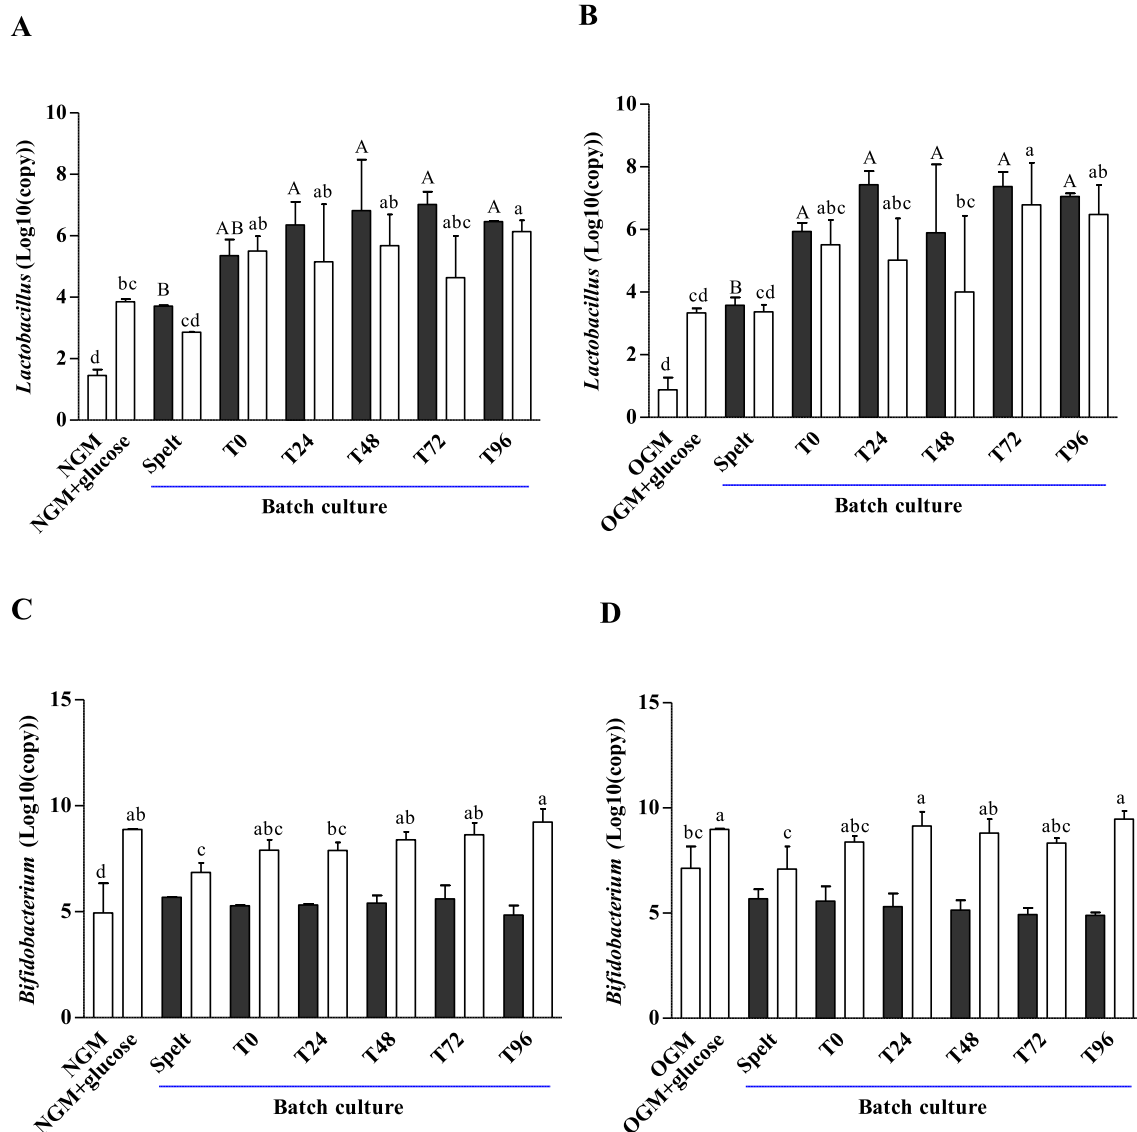 A
Lactobacillus (Log10(copy))
10
8
6
4
2
0
d
bc
B
cd
AB
ab
A
ab
A
ab
A
abc
A
a
NGM
NGM+glucose
Spelt
T0
T24
T48
T72
T96
Batch culture
B
Lactobacillus (Log10(copy))
10
8
6
4
2
0
d
cd
B
cd
A
abc
A
abc
A
bc
A
a
A
ab
OGM
OGM+glucose
Spelt
T0
T24
T48
T72
T96
Batch culture
C
Bifidobacterium (Log10(copy))
15
10
5
0
d
ab
c
abc
bc
ab
ab
a
NGM
NGM+glucose
Spelt
T0
T24
T48
T72
T96
Batch culture
D
Bifidobacterium (Log10(copy))
15
10
5
0
bc
a
c
abc
a
ab
abc
a
OGM
OGM+glucose
Spelt
T0
T24
T48
T72
T96
Batch culture